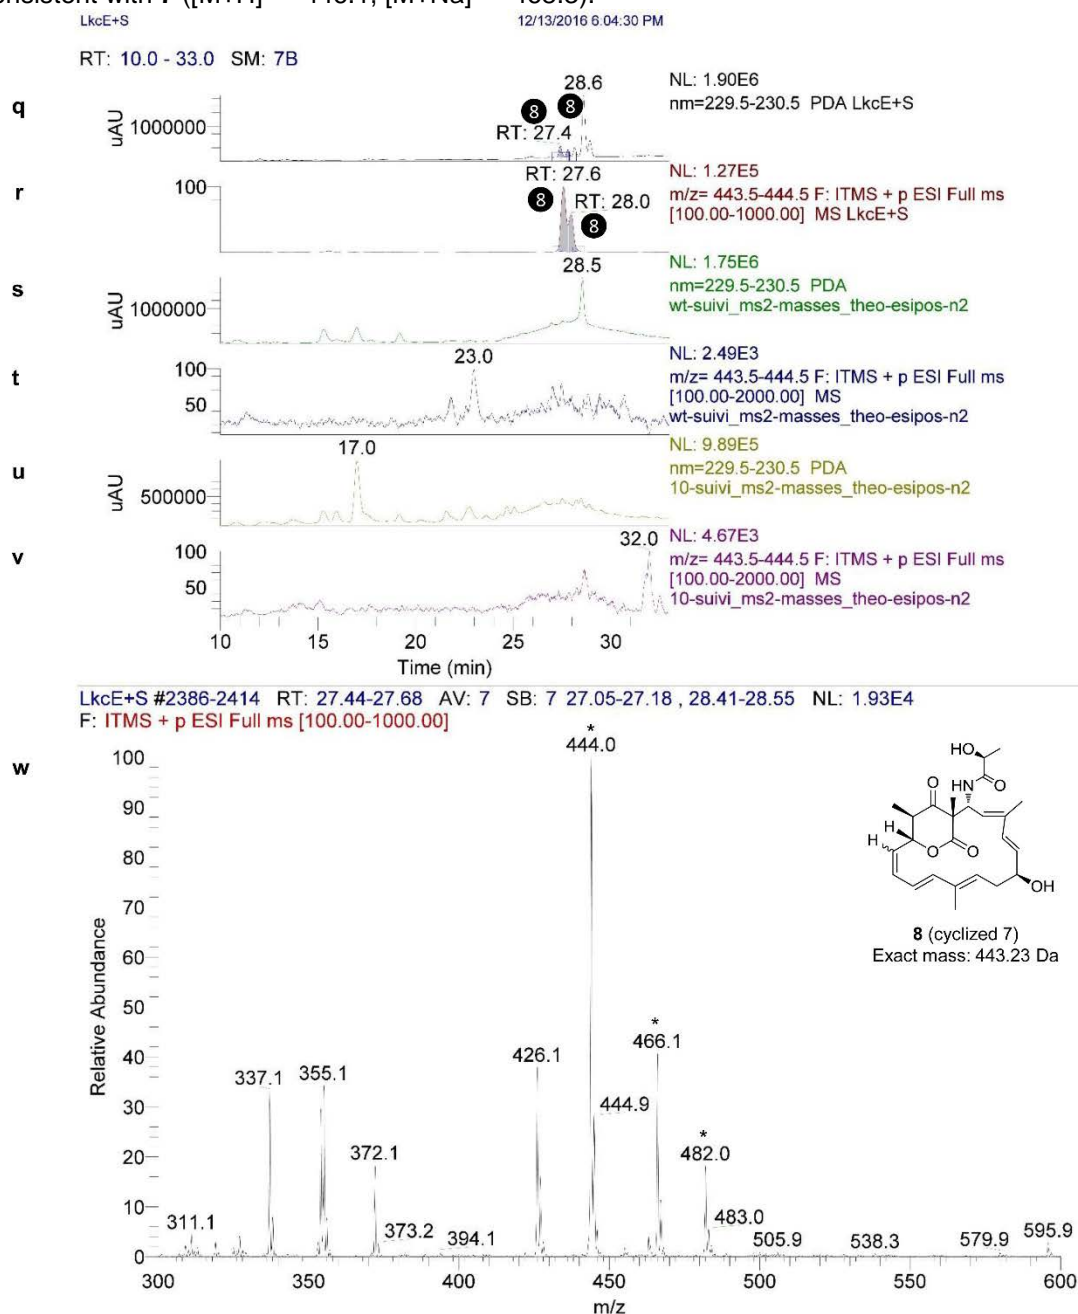 LkcE+S 12/13/2016 6:04:30 PM
RT: 10.0 - 33.0 SM: 7B
q
uAU
1000000
8
8
28.6
RT: 27.4
NL: 1.90E6
nm=229.5-230.5 PDA LkcE+S
r
100
RT: 27.6
8
RT: 28.0
8
NL: 1.27E5
m/z= 443.5-444.5 F: ITMS + p ESI Full ms
[100.00-1000.00] MS LkcE+S
s
uAU
1000000
28.5
NL: 1.75E6
nm=229.5-230.5 PDA
wt-suivi_ms2-masses_theo-esipos-n2
t
100
50
23.0
NL: 2.49E3
m/z= 443.5-444.5 F: ITMS + p ESI Full ms
[100.00-2000.00] MS
wt-suivi_ms2-masses_theo-esipos-n2
u
uAU
500000
17.0
NL: 9.89E5
nm=229.5-230.5 PDA
10-suivi_ms2-masses_theo-esipos-n2
v
100
50
32.0
NL: 4.67E3
m/z= 443.5-444.5 F: ITMS + p ESI Full ms
[100.00-2000.00] MS
10-suivi_ms2-masses_theo-esipos-n2
10 15 20 25 30
Time (min)
LkcE+S #2386-2414 RT: 27.44-27.68 AV: 7 SB: 7 27.05-27.18 , 28.41-28.55 NL: 1.93E4
F: ITMS + p ESI Full ms [100.00-1000.00]
w
Relative Abundance
100
90
80
70
60
50
40
30
20
10
0
*
444.0
*
466.1
426.1
337.1
355.1
444.9
372.1
*
482.0
311.1
373.2
394.1
483.0
505.9
538.3
579.9
595.9
HO
O
HN
O
H
H
O
O
OH
8 (cyclized 7)
Exact mass: 443.23 Da
300 350 400 450 500 550 600
m/z